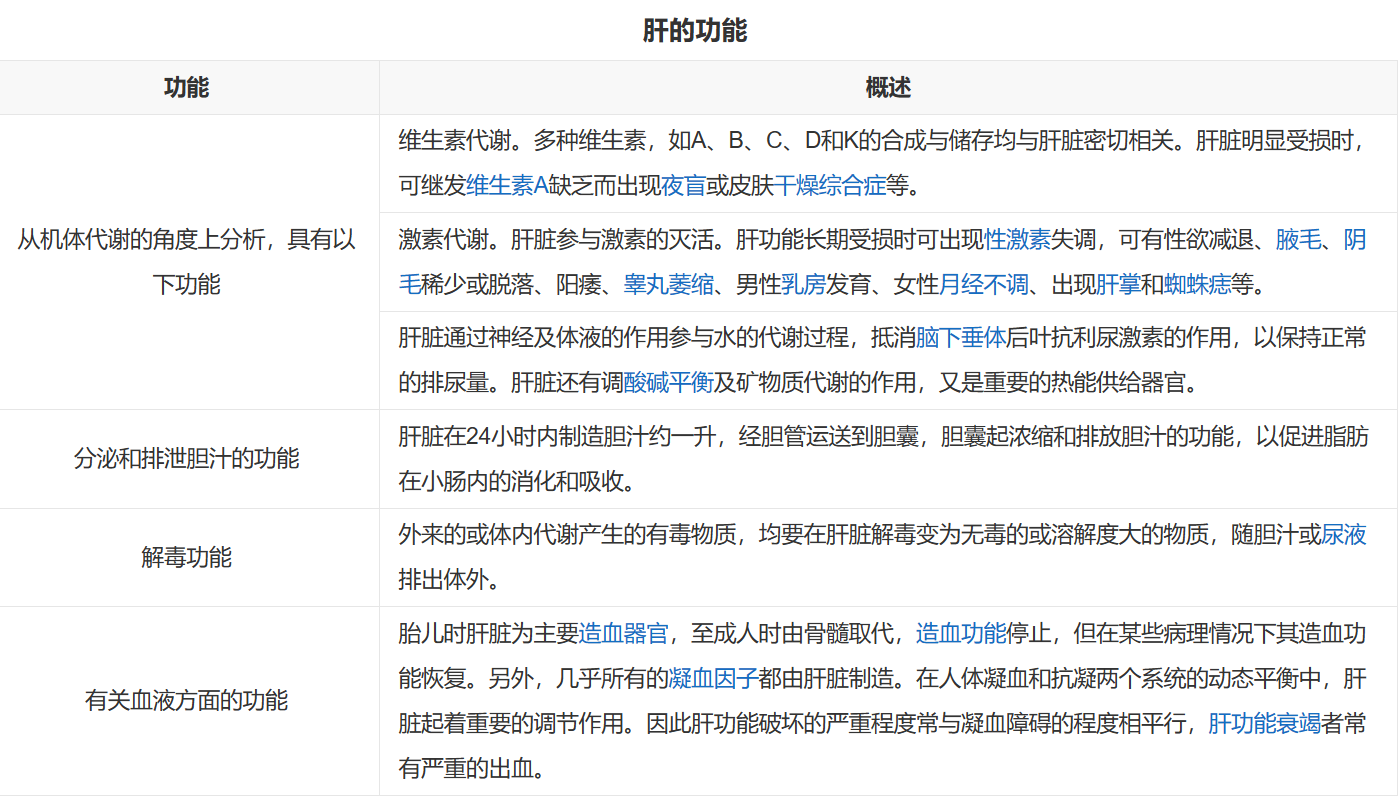 肝的功能
功能
概述
从机体代谢的角度上分析，具有以
下功能
维生素代谢。多种维生素，如A、B、C、D和K的合成与储存均与肝脏密切相关。肝脏明显受损时，
可继发维生素A缺乏而出现夜盲或皮肤干燥综合症等。
激素代谢。肝脏参与激素的灭活。肝功能长期受损时可出现性激素失调，可有性欲减退、腋毛、阴
毛稀少或脱落、阳痿、睾丸萎缩、男性乳房发育、女性月经不调、出现肝掌和蜘蛛痣等。
肝脏通过神经及体液的作用参与水的代谢过程，抵消脑下垂体后叶抗利尿激素的作用，以保持正常
的排尿量。肝脏还有调酸碱平衡及矿物质代谢的作用，又是重要的热能供给器官。
分泌和排泄胆汁的功能
肝脏在24小时内制造胆汁约一升，经胆管运送到胆囊，胆囊起浓缩和排放胆汁的功能，以促进脂肪
在小肠内的消化和吸收。
解毒功能
外来的或体内代谢产生的有毒物质，均要在肝脏解毒变为无毒的或溶解度大的物质，随胆汁或尿液
排出体外。
有关血液方面的功能
胎儿时肝脏为主要造血器官，至成人时由骨髓取代，造血功能停止，但在某些病理情况下其造血功
能恢复。另外，几乎所有的凝血因子都由肝脏制造。在人体凝血和抗凝两个系统的动态平衡中，肝
脏起着重要的调节作用。因此肝功能破坏的严重程度常与凝血障碍的程度相平行，肝功能衰竭者常
有严重的出血。